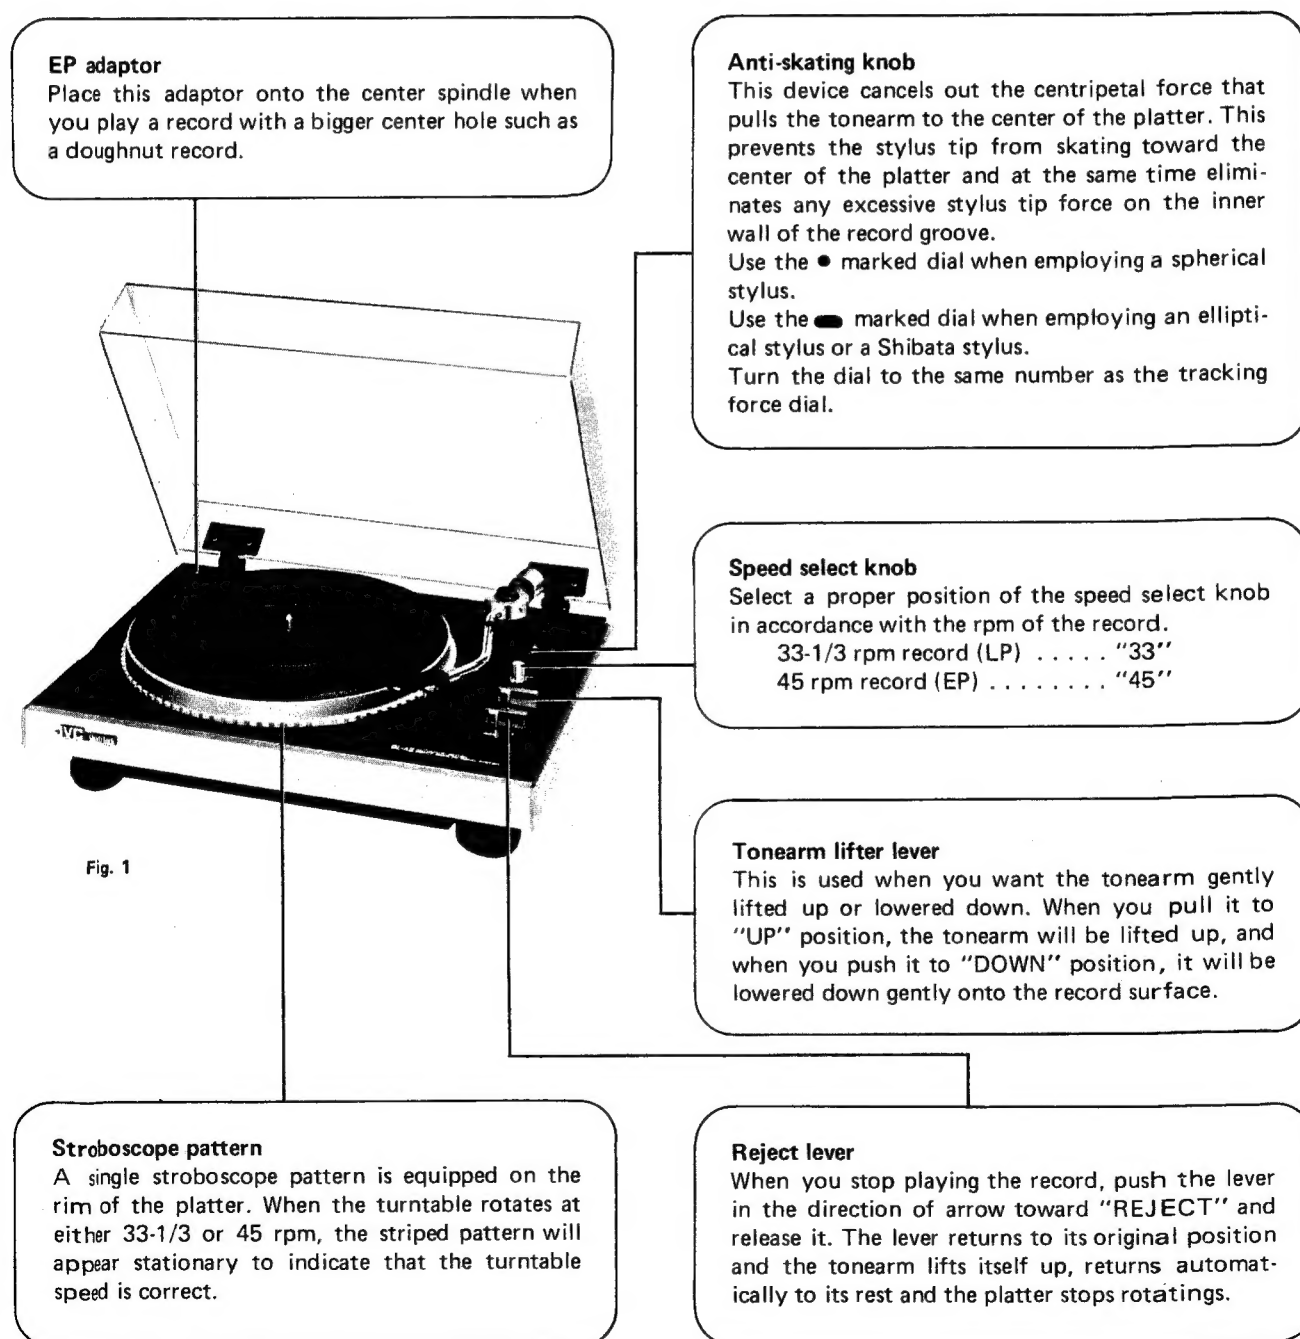 EP adaptor
Place this adaptor onto the center spindle when
you play a record with a bigger center hole such as
a doughnut record.
Anti-skating knob
This device cancels out the centripetal force that
pulls the tonearm to the center of the platter. This
prevents the stylus tip from skating toward the
center of the platter and at the same time elimi-
nates any excessive stylus tip force on the inner
wall of the record groove.
Use the ● marked dial when employing a spherical
stylus.
Use the marked dial when employing an ellipti-
cal stylus or a Shibata stylus.
Turn the dial to the same number as the tracking
force dial.
Speed select knob
Select a proper position of the speed select knob
in accordance with the rpm of the record.
33-1/3 rpm record (LP) . . . . . "33"
45 rpm record (EP) . . . . . . . . "45"
JVC
Fig. 1
Tonearm lifter lever
This is used when you want the tonearm gently
lifted up or lowered down. When you pull it to
"UP" position, the tonearm will be lifted up, and
when you push it to "DOWN" position, it will be
lowered down gently onto the record surface.
Stroboscope pattern
A single stroboscope pattern is equipped on the
rim of the platter. When the turntable rotates at
either 33-1/3 or 45 rpm, the striped pattern will
appear stationary to indicate that the turntable
speed is correct.
Reject lever
When you stop playing the record, push the lever
in the direction of arrow toward "REJECT" and
release it. The lever returns to its original position
and the tonearm lifts itself up, returns automat-
ically to its rest and the platter stops rotatings.